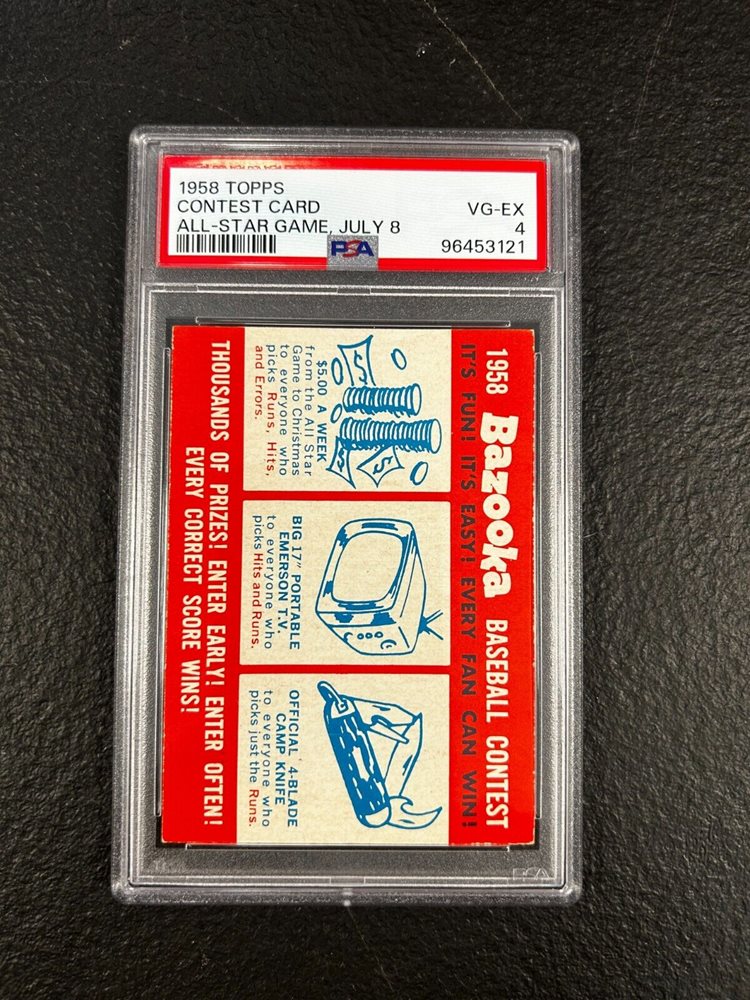 1958 TOPPS
CONTEST CARD VG-EX
ALL-STAR GAME, JULY 8 4
PSA 96453121
1958 Bazooka BASEBALL CONTEST
IT'S FUN! IT'S EASY! EVERY FAN CAN WIN!
$5.00 A WEEK
from the All Star
Game to Christmas
to everyone who
picks Runs, Hits,
and Errors.
BIG 17" PORTABLE
EMERSON T.V.
to everyone who
picks Hits and Runs.
OFFICIAL 4-BLADE
CAMP KNIFE
to everyone who
picks just the Runs.
THOUSANDS OF PRIZES! ENTER EARLY! ENTER OFTEN!
EVERY CORRECT SCORE WINS!
PSA